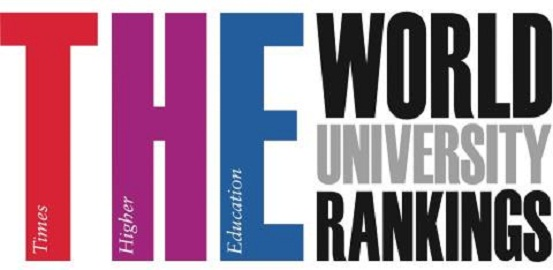 THE
Times
Higher
Education
WORLD
UNIVERSITY
RANKINGS